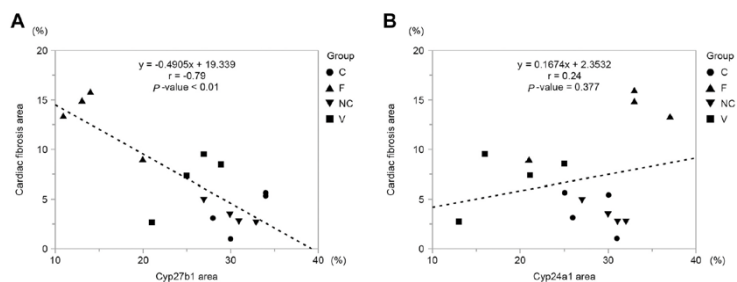 A
(%)
y = -0.4905x + 19.339
r = -0.79
P -value < 0.01
Group
C
F
NC
V
Cardiac fibrosis area
20
15
10
5
0
10
20
30
40
(%)
Cyp27b1 area
B
(%)
y = 0.1674x + 2.3532
r = 0.24
P -value = 0.377
Group
C
F
NC
V
Cardiac fibrosis area
20
15
10
5
0
10
20
30
40
(%)
Cyp24a1 area